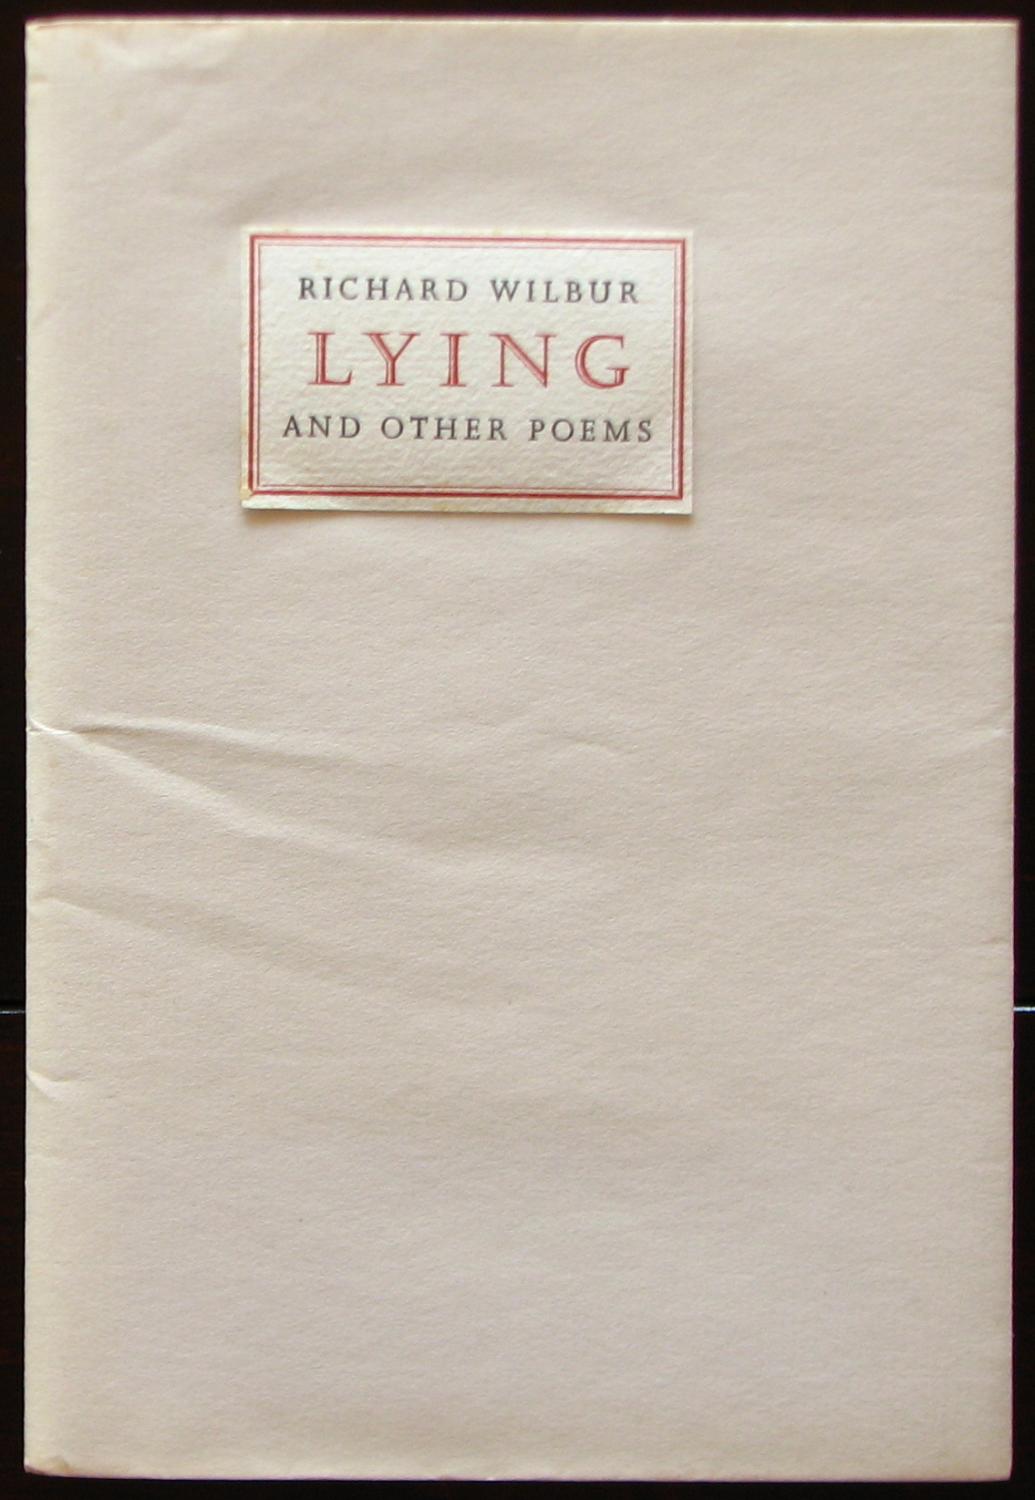 RICHARD WILBUR
LYING
AND OTHER POEMS